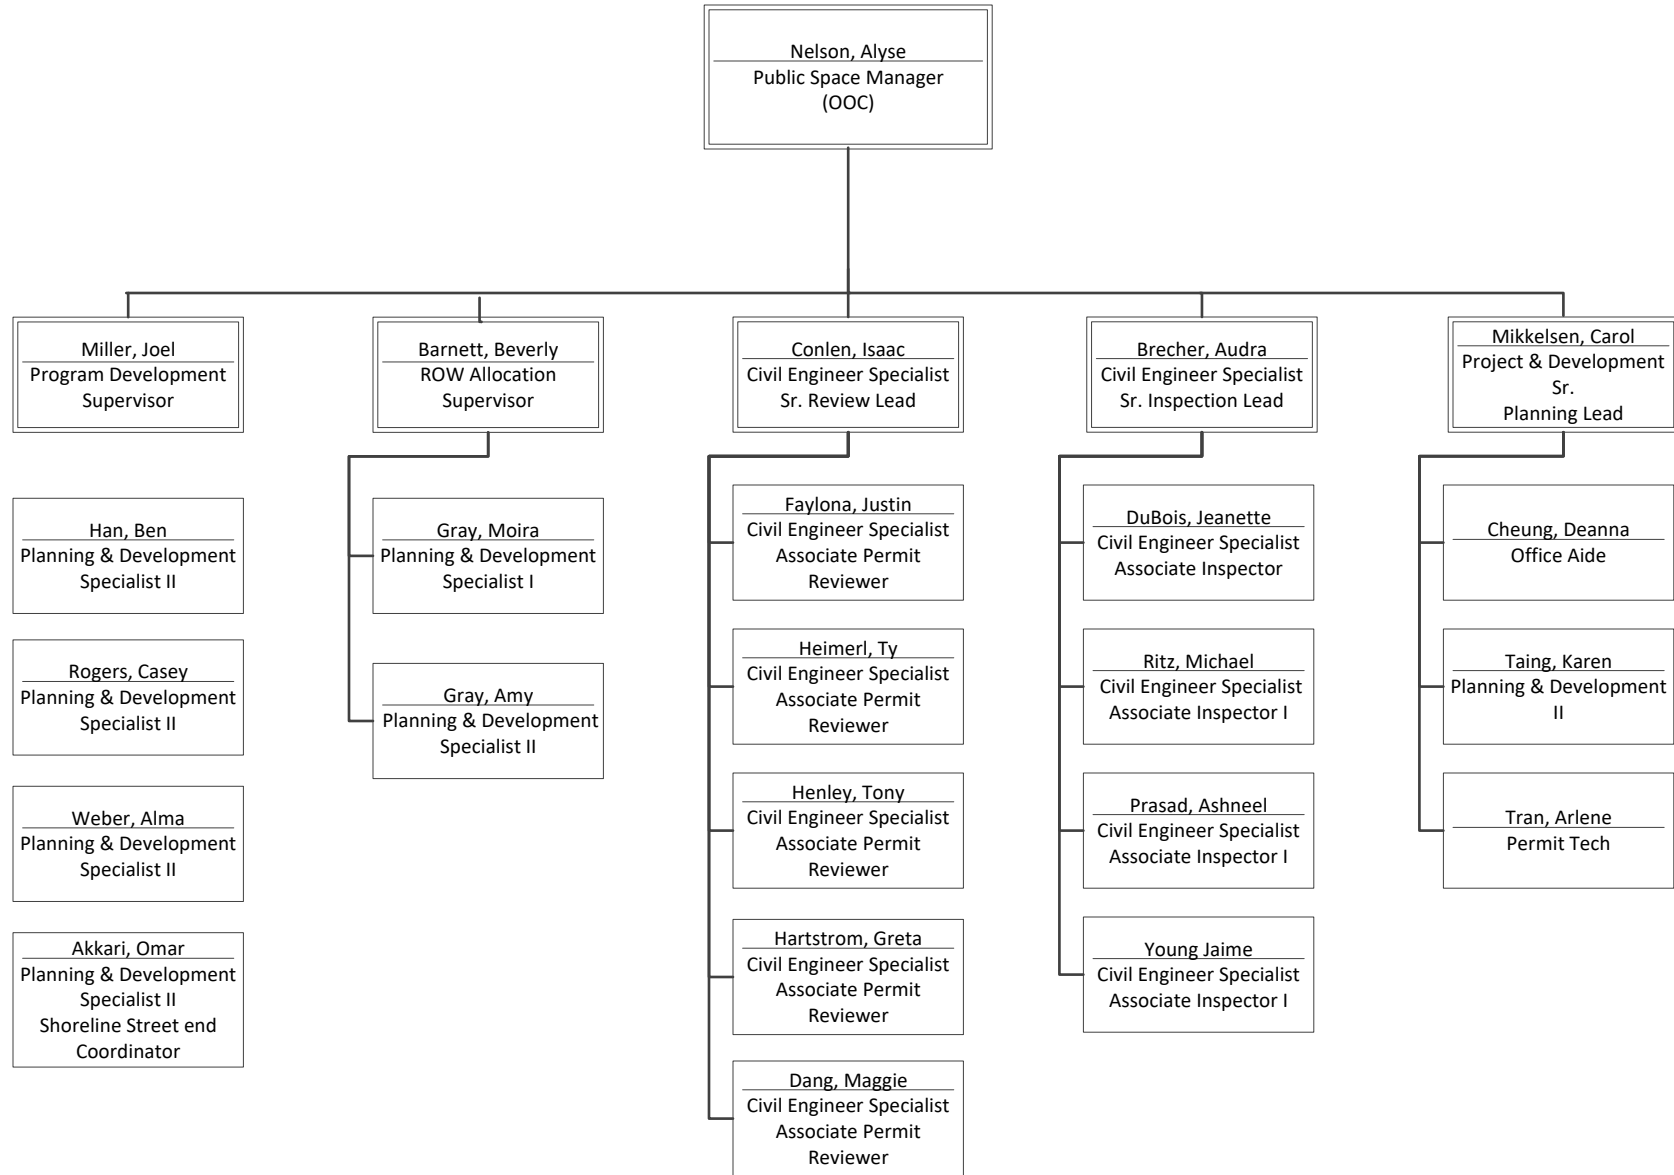 Nelson, Alyse
Public Space Manager
(OOC)
Miller, Joel
Program Development
Supervisor
Han, Ben
Planning & Development
Specialist II
Rogers, Casey
Planning & Development
Specialist II
Weber, Alma
Planning & Development
Specialist II
Akkari, Omar
Planning & Development
Specialist II
Shoreline Street end
Coordinator
Barnett, Beverly
ROW Allocation
Supervisor
Gray, Moira
Planning & Development
Specialist I
Gray, Amy
Planning & Development
Specialist II
Conlen, Isaac
Civil Engineer Specialist
Sr. Review Lead
Faylona, Justin
Civil Engineer Specialist
Associate Permit
Reviewer
Heimerl, Ty
Civil Engineer Specialist
Associate Permit
Reviewer
Henley, Tony
Civil Engineer Specialist
Associate Permit
Reviewer
Hartstrom, Greta
Civil Engineer Specialist
Associate Permit
Reviewer
Dang, Maggie
Civil Engineer Specialist
Associate Permit
Reviewer
Brecher, Audra
Civil Engineer Specialist
Sr. Inspection Lead
DuBois, Jeanette
Civil Engineer Specialist
Associate Inspector
Ritz, Michael
Civil Engineer Specialist
Associate Inspector I
Prasad, Ashneel
Civil Engineer Specialist
Associate Inspector I
Young Jaime
Civil Engineer Specialist
Associate Inspector I
Mikkelsen, Carol
Project & Development
Sr.
Planning Lead
Cheung, Deanna
Office Aide
Taing, Karen
Planning & Development
II
Tran, Arlene
Permit Tech